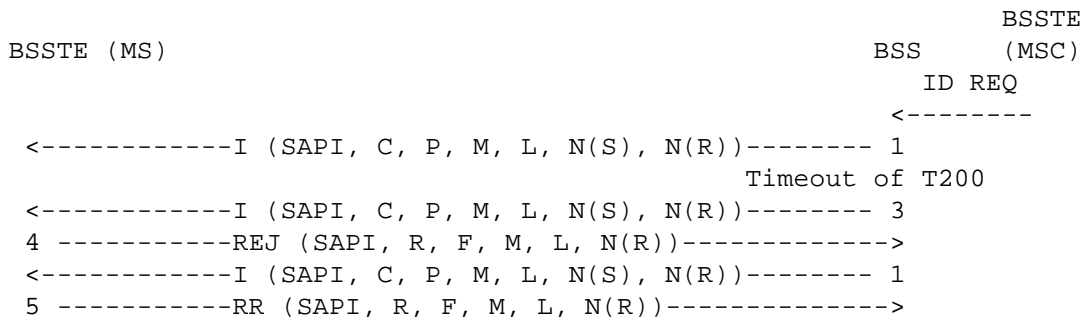 BSSTE
BSSTE (MS) BSS (MSC)
ID REQ
<--------
<------------I (SAPI, C, P, M, L, N(S), N(R))-------- 1
Timeout of T200
<------------I (SAPI, C, P, M, L, N(S), N(R))-------- 3
4 -----------REJ (SAPI, R, F, M, L, N(R))------------->
<------------I (SAPI, C, P, M, L, N(S), N(R))-------- 1
5 -----------RR (SAPI, R, F, M, L, N(R))-------------->